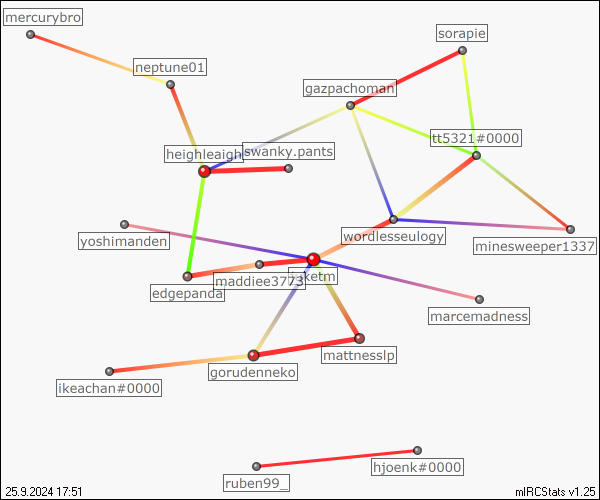 mercurybro
sorapie
neptune01
gazpachoman
tt5321#0000
heighleaigh
swanky.pants
wordlesseulogy
yoshimanden
minesweeper1337
maddiee3773
edgepanda
marcemadness
mattnesslp
gorudenneko
ikeachan#0000
hjoenk#0000
ruben99_
25.9.2024 17:51
mIRCStats v1.25